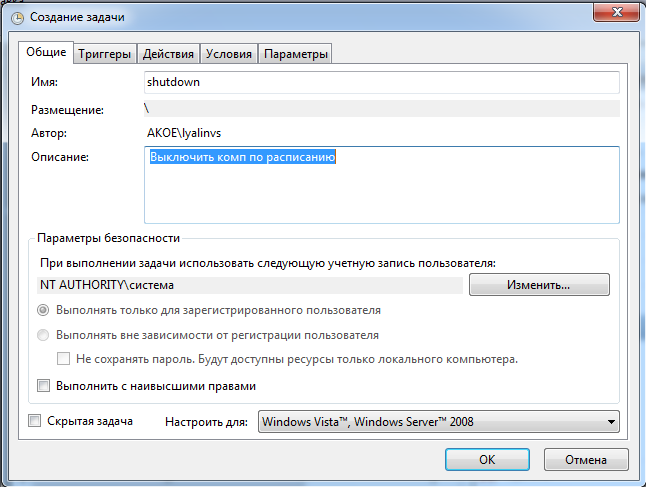 Создание задачи
Общие Триггеры Действия Условия Параметры
Имя: shutdown
Размещение: \
Автор: AKOE\lyalinvs
Описание: Выключить комп по расписанию
Параметры безопасности
При выполнении задачи использовать следующую учетную запись пользователя:
NT AUTHORITY\система Изменить...
Выполнять только для зарегистрированного пользователя
Выполнять вне зависимости от регистрации пользователя
Не сохранять пароль. Будут доступны ресурсы только локального компьютера.
Выполнить с наивысшими правами
Скрытая задача Настроить для: Windows Vista™, Windows Server™ 2008
OK Отмена